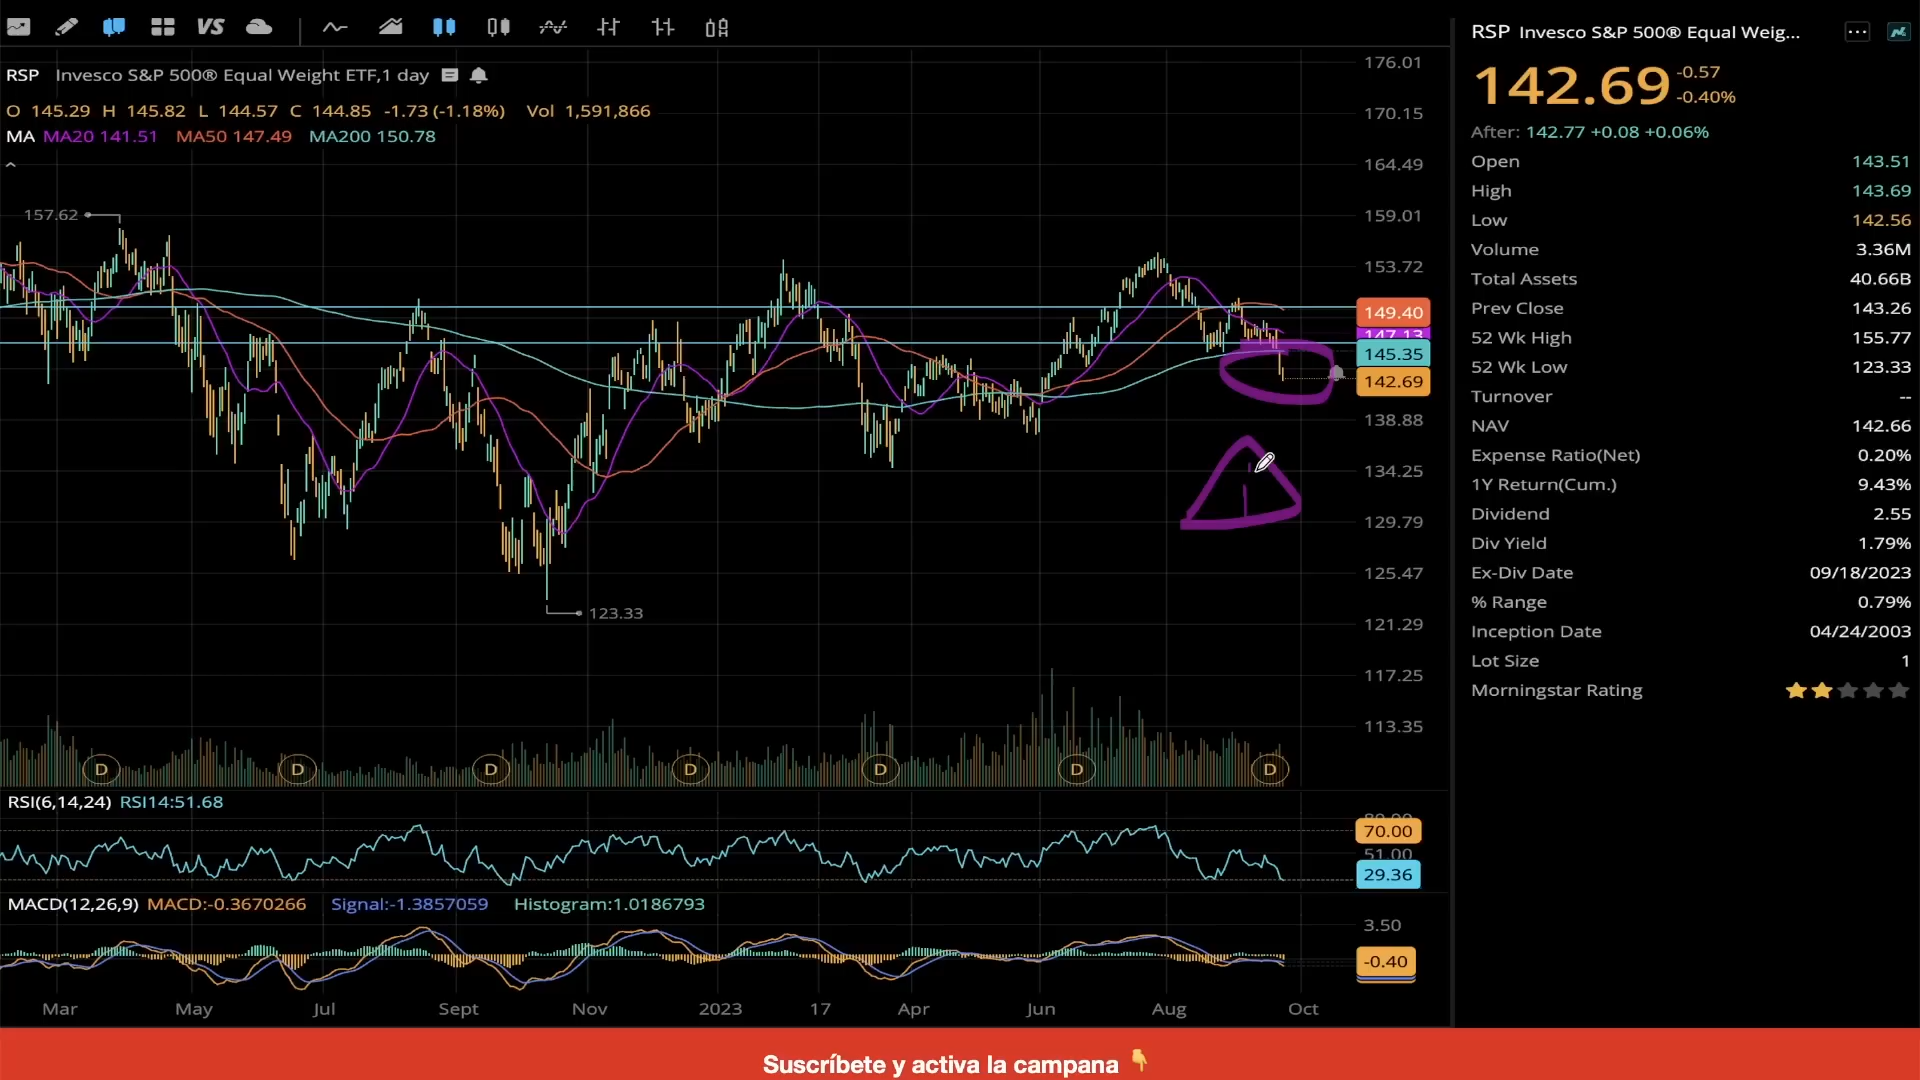 VS
RSP Invesco S&P 500® Equal Weight ETF,1 day
O 145.29 H 145.82 L 144.57 C 144.85 -1.73 (-1.18%) Vol 1,591,866
MA MA20 141.51 MA50 147.49 MA200 150.78
157.62
123.33
176.01
170.15
164.49
159.01
153.72
149.40
147.13
145.35
142.69
138.88
134.25
129.79
125.47
121.29
117.25
113.35
D D D D D D D
RSI(6,14,24) RSI14:51.68
70.00
51.00
29.36
MACD(12,26,9) MACD:-0.3670266 Signal:-1.3857059 Histogram:1.0186793
3.50
-0.40
Mar May Jul Sept Nov 2023 17 Apr Jun Aug Oct
RSP Invesco S&P 500® Equal Weig...
142.69 -0.57
-0.40%
After: 142.77 +0.08 +0.06%
Open 143.51
High 143.69
Low 142.56
Volume 3.36M
Total Assets 40.66B
Prev Close 143.26
52 Wk High 155.77
52 Wk Low 123.33
Turnover --
NAV 142.66
Expense Ratio(Net) 0.20%
1Y Return(Cum.) 9.43%
Dividend 2.55
Div Yield 1.79%
Ex-Div Date 09/18/2023
% Range 0.79%
Inception Date 04/24/2003
Lot Size 1
Morningstar Rating
Suscríbete y activa la campana 👇